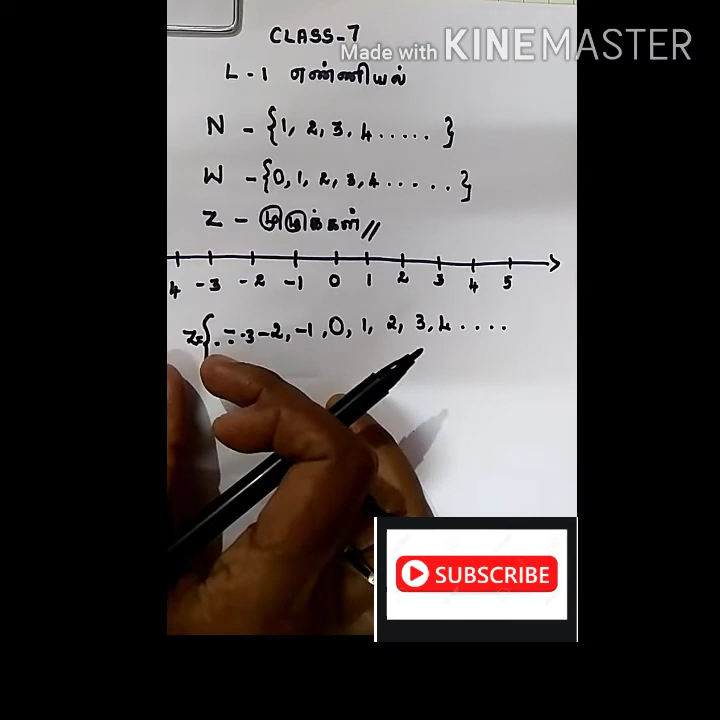 CLASS-7
Made with KINEMASTER
L-1 எண்ணியல்
N - {1, 2, 3, 4.....}
W - {0, 1, 2, 3, 4......}
Z - முழுக்கள் //
4 -3 -2 -1 0 1 2 3 4 5
Z={.. -3 -2, -1, 0, 1, 2, 3, 4....
SUBSCRIBE